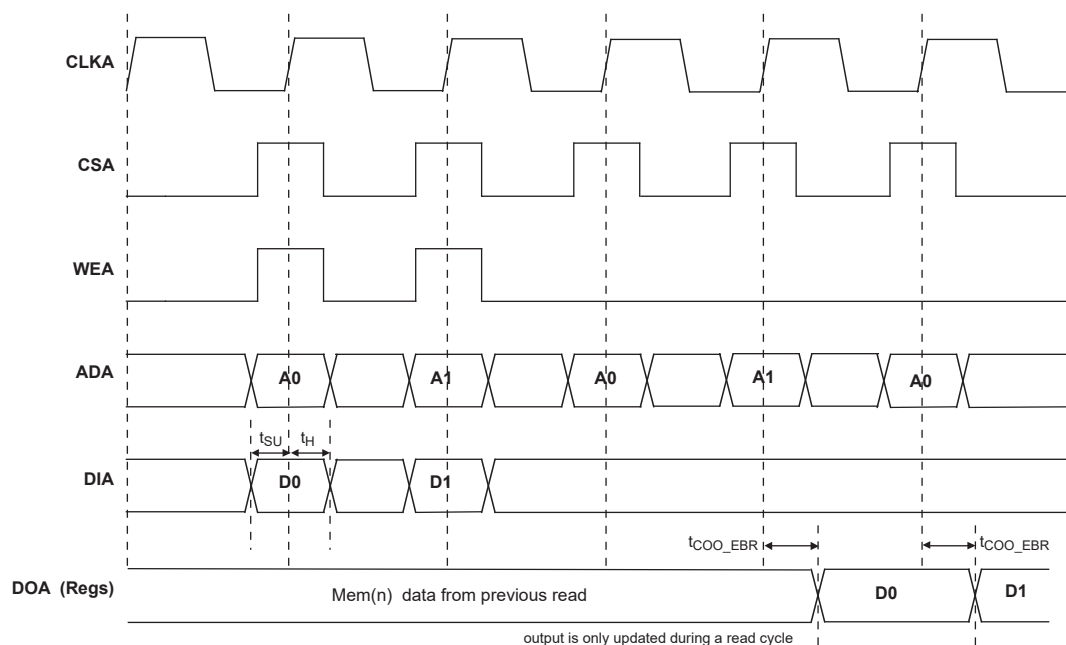 CLKA
CSA
WEA
ADA
A0
A1
A0
A1
A0
tSU
tH
DIA
D0
D1
tCOO_EBR
tCOO_EBR
DOA (Regs)
Mem(n) data from previous read
D0
D1
output is only updated during a read cycle